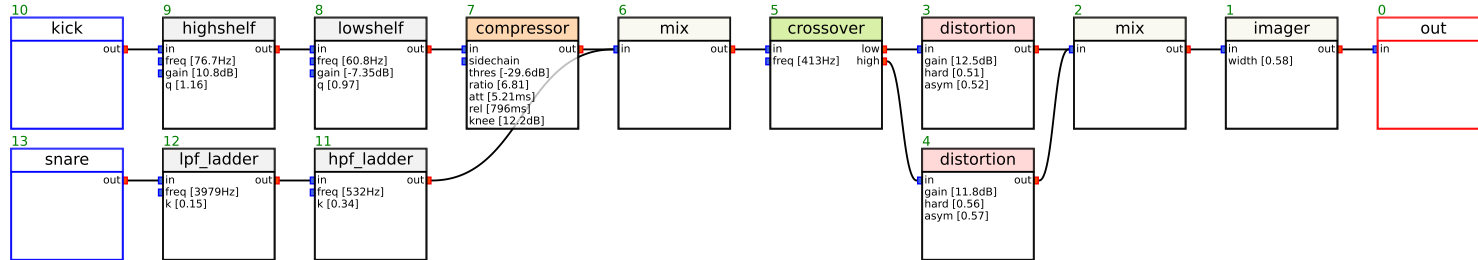 10
kick
out
9
highshelf
in out
freq [76.7Hz]
gain [10.8dB]
q [1.16]
8
lowshelf
in out
freq [60.8Hz]
gain [-7.35dB]
q [0.97]
7
compressor
in out
sidechain
thres [-29.6dB]
ratio [6.81]
att [5.21ms]
rel [796ms]
knee [12.2dB]
6
mix
in out
5
crossover
in low
freq [413Hz] high
3
distortion
in out
gain [12.5dB]
hard [0.51]
asym [0.52]
2
mix
in out
1
imager
in out
width [0.58]
0
out
in
13
snare
out
12
lpf_ladder
in out
freq [3979Hz]
k [0.15]
11
hpf_ladder
in out
freq [532Hz]
k [0.34]
4
distortion
in out
gain [11.8dB]
hard [0.56]
asym [0.57]